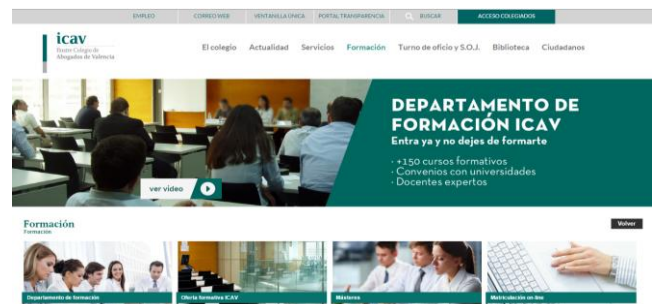 EMPLEO
CORREO WEB
VENTANILLA ÚNICA
PORTAL TRANSPARENCIA
BUSCAR
ACCESO COLEGIADOS
icav
Ilustre Colegio de
Abogados de Valencia
El colegio
Actualidad
Servicios
Formación
Turno de oficio y S.O.J.
Biblioteca
Ciudadanos
DEPARTAMENTO DE
FORMACIÓN ICAV
Entra ya y no dejes de formarte
· +150 cursos formativos
· Convenios con universidades
· Docentes expertos
ver vídeo
Formación
Formación
Volver
Departamento de formación
Oferta formativa ICAV
Másteres
Matriculación on line